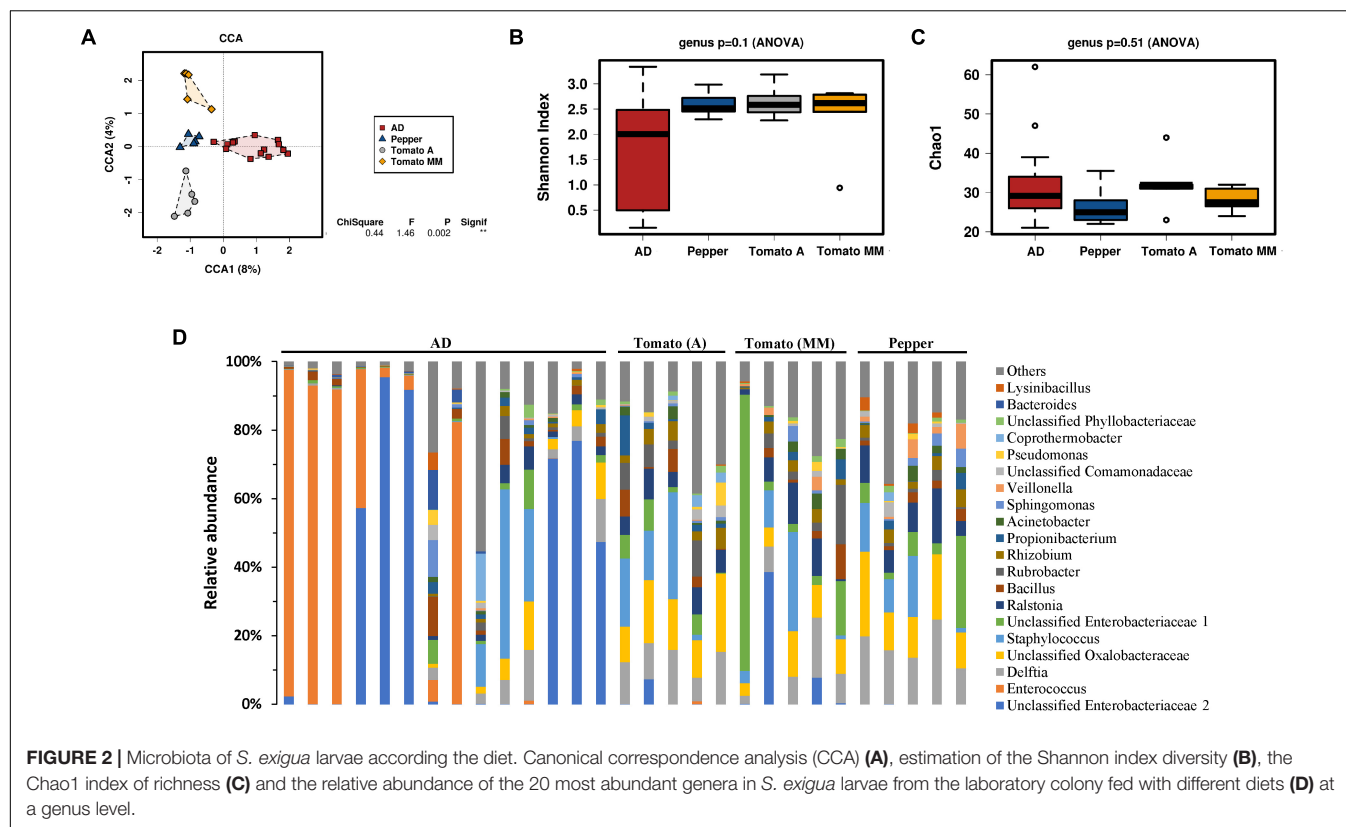 A
CCA
CCA2 (4%)
2
1
0
-1
-2
-2 -1 0 1 2
CCA1 (8%)
AD
Pepper
Tomato A
Tomato MM
ChiSquare F P Signif
0.44 1.46 0.002 **
B
genus p=0.1 (ANOVA)
Shannon Index
3.0
2.5
2.0
1.5
1.0
0.5
AD Pepper Tomato A Tomato MM
C
genus p=0.51 (ANOVA)
Chao1
60
50
40
30
20
AD Pepper Tomato A Tomato MM
D
AD Tomato (A) Tomato (MM) Pepper
Relative abundance
100%
80%
60%
40%
20%
0%
Others
Lysinibacillus
Bacteroides
Unclassified Phyllobacteriaceae
Coprothermobacter
Pseudomonas
Unclassified Comamonadaceae
Veillonella
Sphingomonas
Acinetobacter
Propionibacterium
Rhizobium
Rubrobacter
Bacillus
Ralstonia
Unclassified Enterobacteriaceae 1
Staphylococcus
Unclassified Oxalobacteraceae
Delftia
Enterococcus
Unclassified Enterobacteriaceae 2
FIGURE 2 | Microbiota of S. exigua larvae according the diet. Canonical correspondence analysis (CCA) (A), estimation of the Shannon index diversity (B), the
Chao1 index of richness (C) and the relative abundance of the 20 most abundant genera in S. exigua larvae from the laboratory colony fed with different diets (D) at
a genus level.